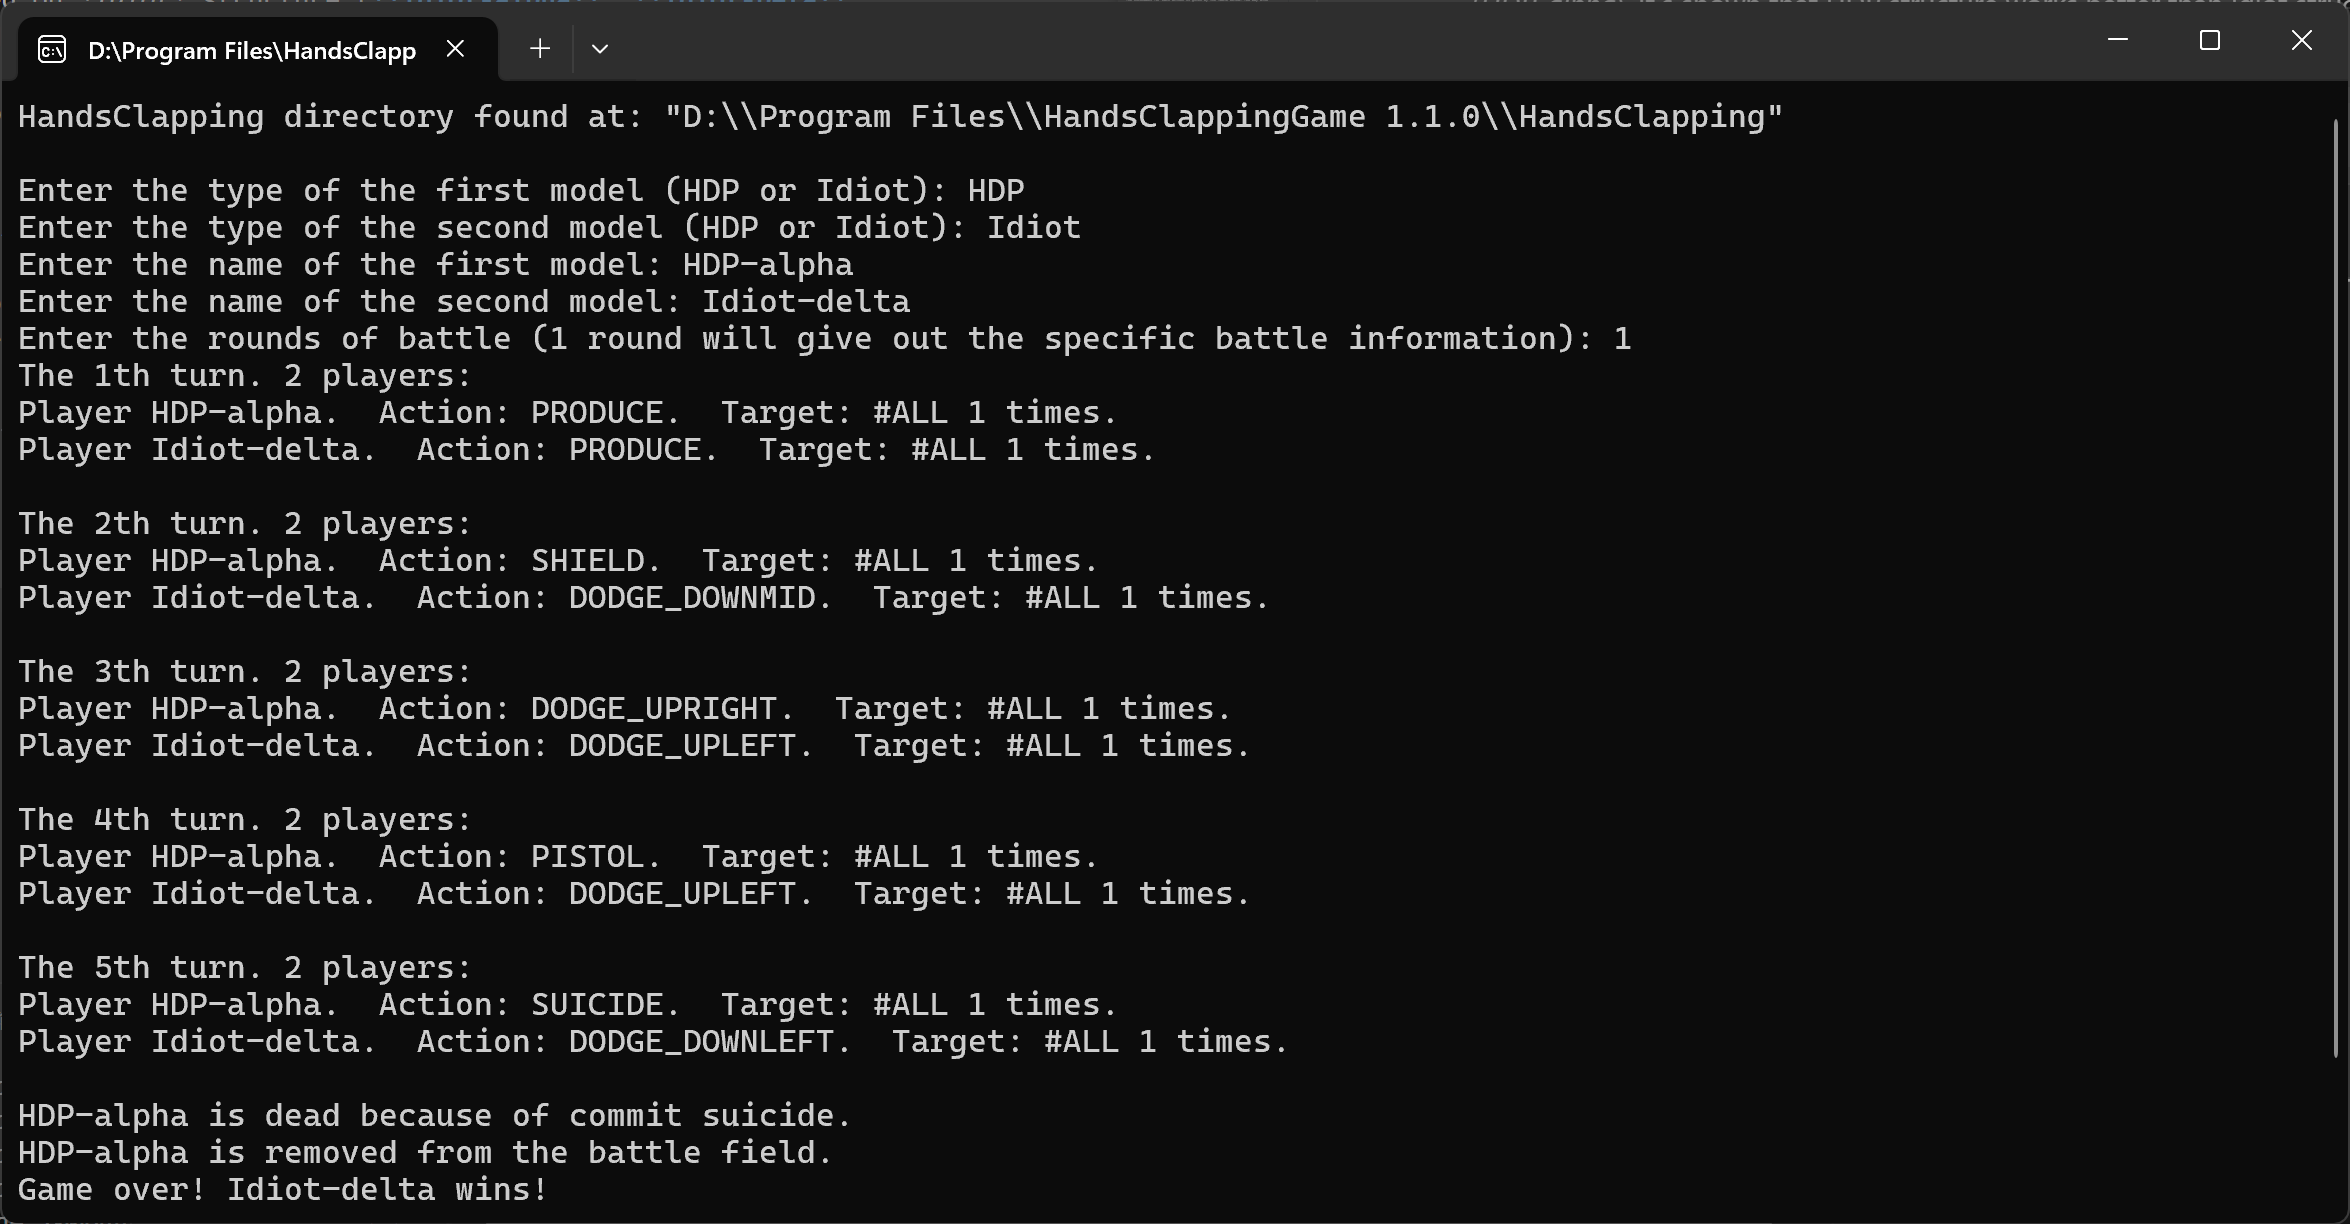 D:\Program Files\HandsClapp
HandsClapping directory found at: "D:\\Program Files\\HandsClappingGame 1.1.0\\HandsClapping"
Enter the type of the first model (HDP or Idiot): HDP
Enter the type of the second model (HDP or Idiot): Idiot
Enter the name of the first model: HDP-alpha
Enter the name of the second model: Idiot-delta
Enter the rounds of battle (1 round will give out the specific battle information): 1
The 1th turn. 2 players:
Player HDP-alpha.  Action: PRODUCE.  Target: #ALL 1 times.
Player Idiot-delta.  Action: PRODUCE.  Target: #ALL 1 times.
The 2th turn. 2 players:
Player HDP-alpha.  Action: SHIELD.  Target: #ALL 1 times.
Player Idiot-delta.  Action: DODGE_DOWNMID.  Target: #ALL 1 times.
The 3th turn. 2 players:
Player HDP-alpha.  Action: DODGE_UPRIGHT.  Target: #ALL 1 times.
Player Idiot-delta.  Action: DODGE_UPLEFT.  Target: #ALL 1 times.
The 4th turn. 2 players:
Player HDP-alpha.  Action: PISTOL.  Target: #ALL 1 times.
Player Idiot-delta.  Action: DODGE_UPLEFT.  Target: #ALL 1 times.
The 5th turn. 2 players:
Player HDP-alpha.  Action: SUICIDE.  Target: #ALL 1 times.
Player Idiot-delta.  Action: DODGE_DOWNLEFT.  Target: #ALL 1 times.
HDP-alpha is dead because of commit suicide.
HDP-alpha is removed from the battle field.
Game over! Idiot-delta wins!